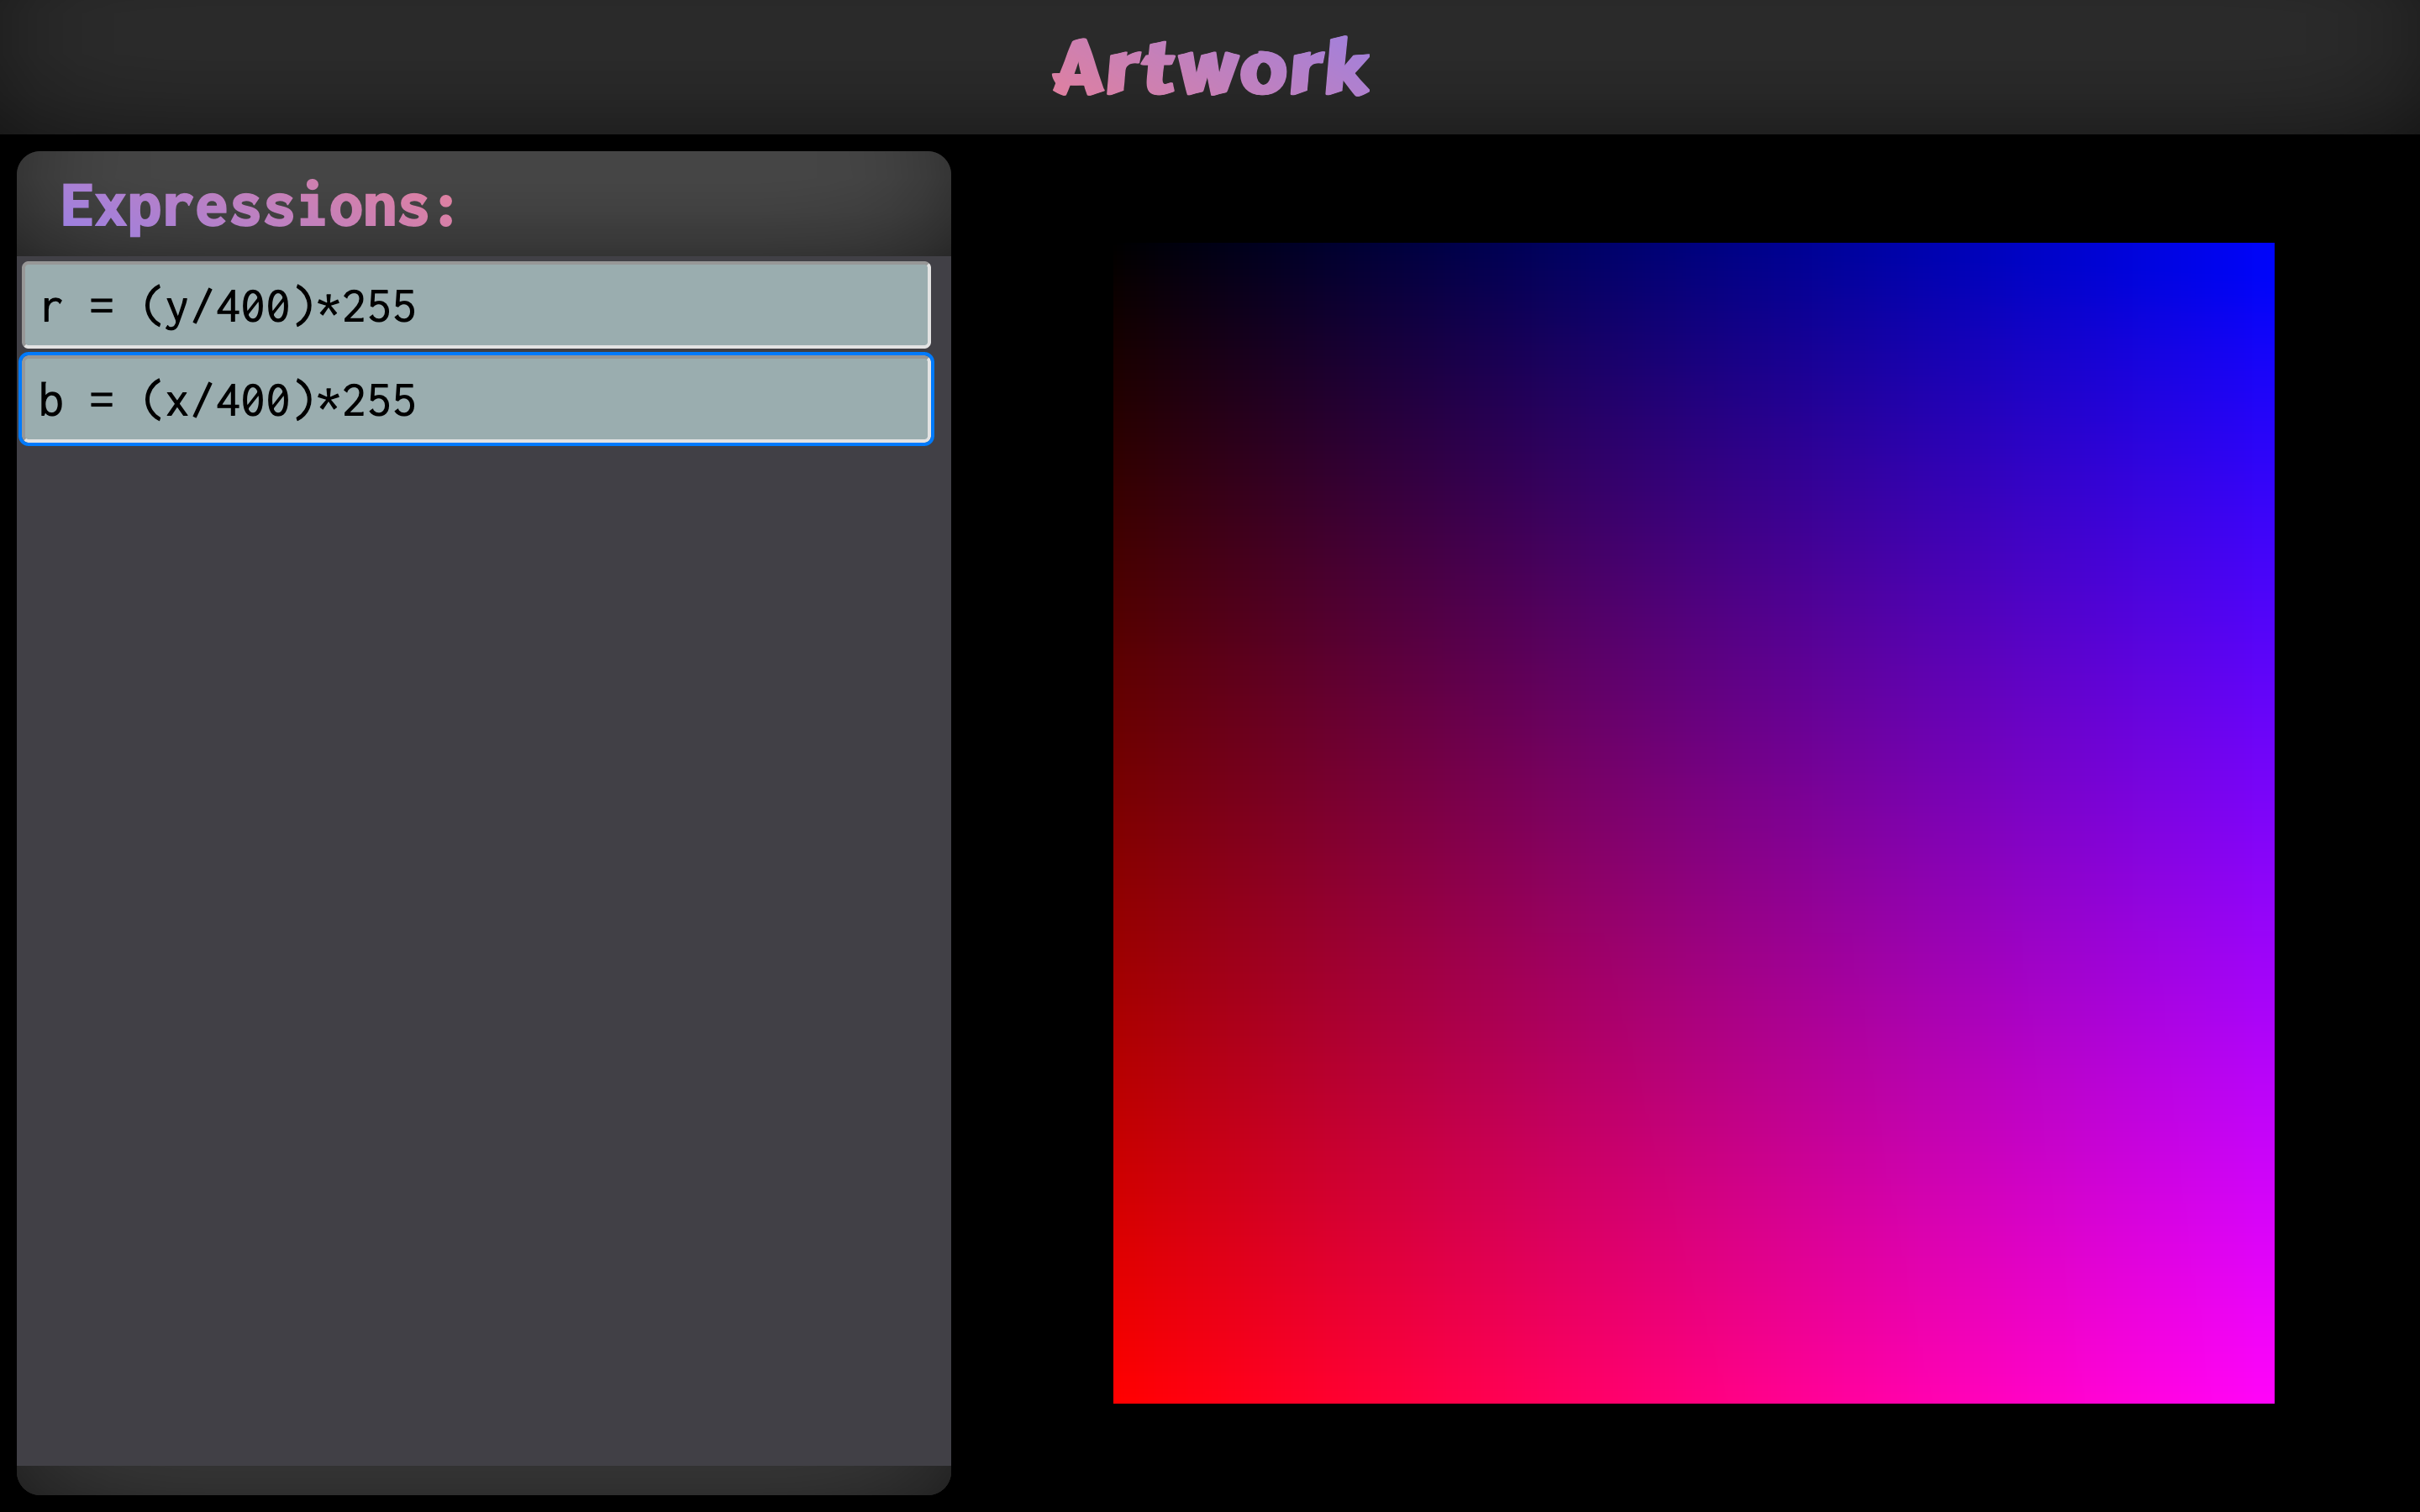 Artwork
Expressions:
r = (y/400)*255
b = (x/400)*255